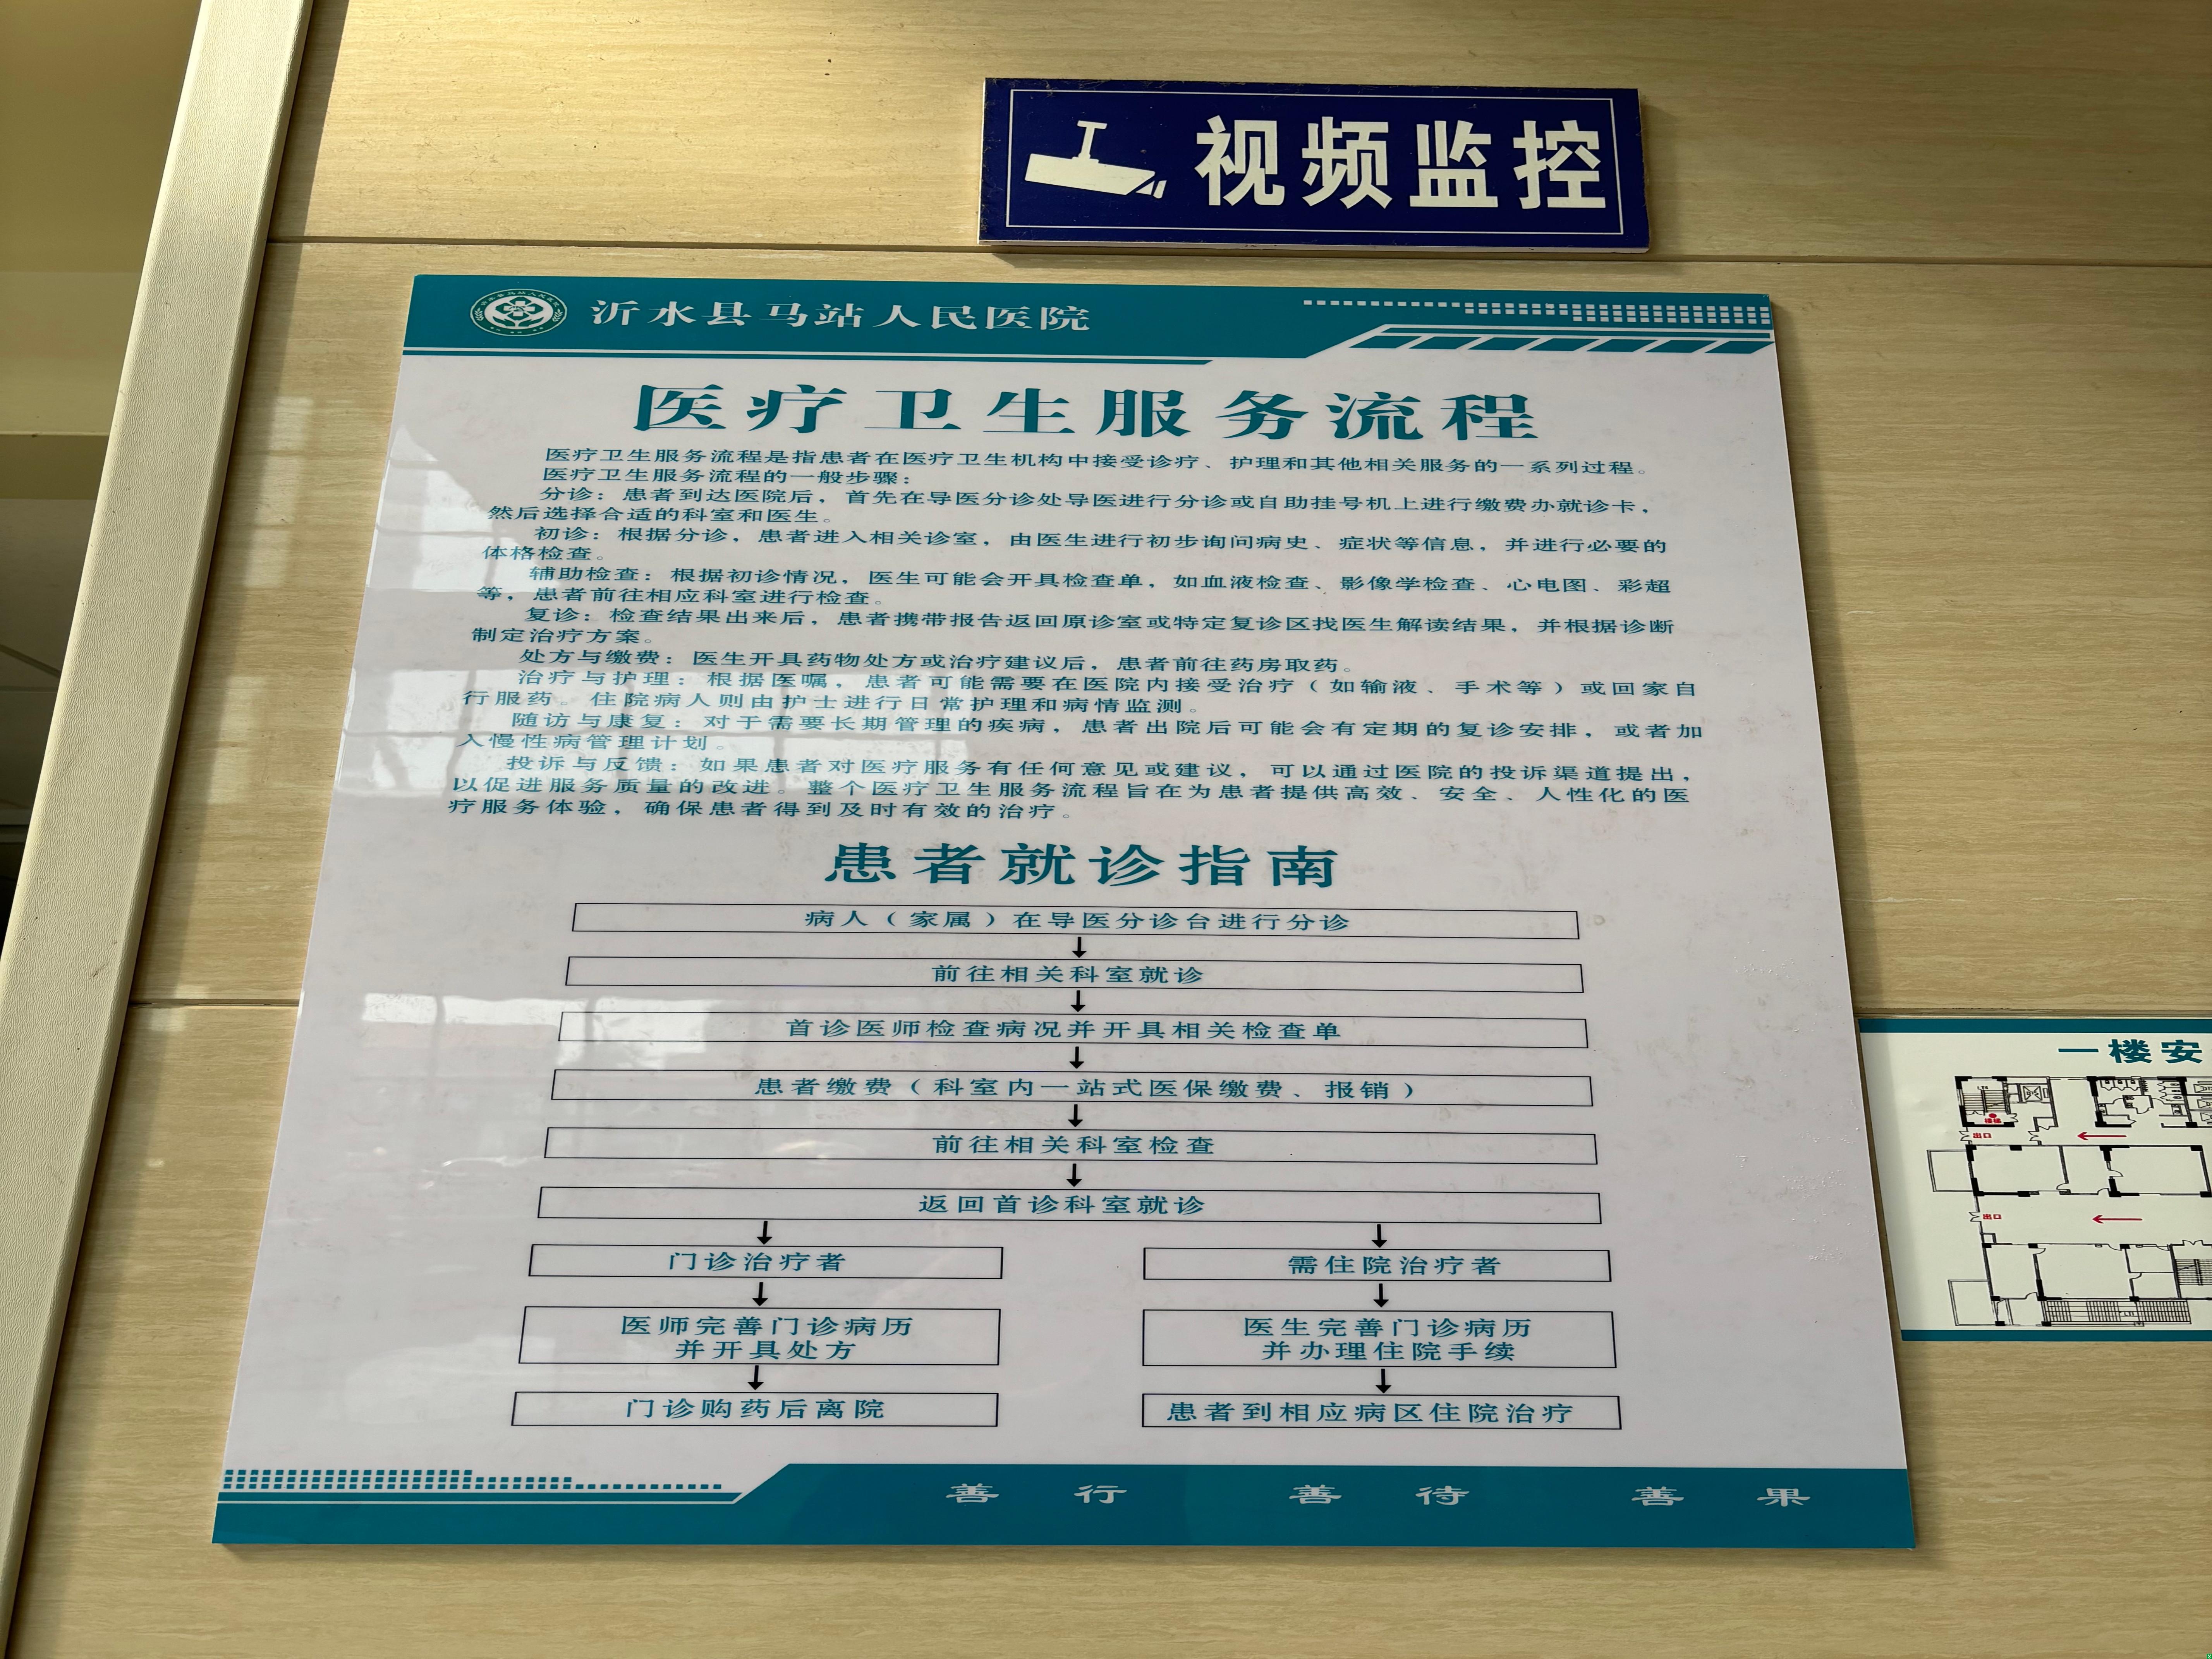 视频监控
沂水县马站人民医院
医疗卫生服务流程
医疗卫生服务流程是指患者在医疗卫生机构中接受诊疗、护理和其他相关服务的一系列过程。
医疗卫生服务流程的一般步骤：
分诊：患者到达医院后，首先在导医分诊处导医进行分诊或自助挂号机上进行缴费办就诊卡，
然后选择合适的科室和医生。
初诊：根据分诊，患者进入相关诊室，由医生进行初步询问病史、症状等信息，并进行必要的
体格检查。
辅助检查：根据初诊情况，医生可能会开具检查单，如血液检查、影像学检查、心电图、彩超
等，患者前往相应科室进行检查。
复诊：检查结果出来后，患者携带报告返回原诊室或特定复诊区找医生解读结果，并根据诊断
制定治疗方案。
处方与缴费：医生开具药物处方或治疗建议后，患者前往药房取药。
治疗与护理：根据医嘱，患者可能需要在医院内接受治疗（如输液、手术等）或回家自
行服药。住院病人则由护士进行日常护理和病情监测。
随访与康复：对于需要长期管理的疾病，患者出院后可能会有定期的复诊安排，或者加
入慢性病管理计划。
投诉与反馈：如果患者对医疗服务有任何意见或建议，可以通过医院的投诉渠道提出，
以促进服务质量的改进。整个医疗卫生服务流程旨在为患者提供高效、安全、人性化的医
疗服务体验，确保患者得到及时有效的治疗。
患者就诊指南
病人（家属）在导医分诊台进行分诊
前往相关科室就诊
首诊医师检查病况并开具相关检查单
患者缴费（科室内一站式医保缴费、报销）
前往相关科室检查
返回首诊科室就诊
门诊治疗者
需住院治疗者
医师完善门诊病历
并开具处方
医生完善门诊病历
并办理住院手续
门诊购药后离院
患者到相应病区住院治疗
善行 善待 善果
一楼安
楼梯
出口
出口